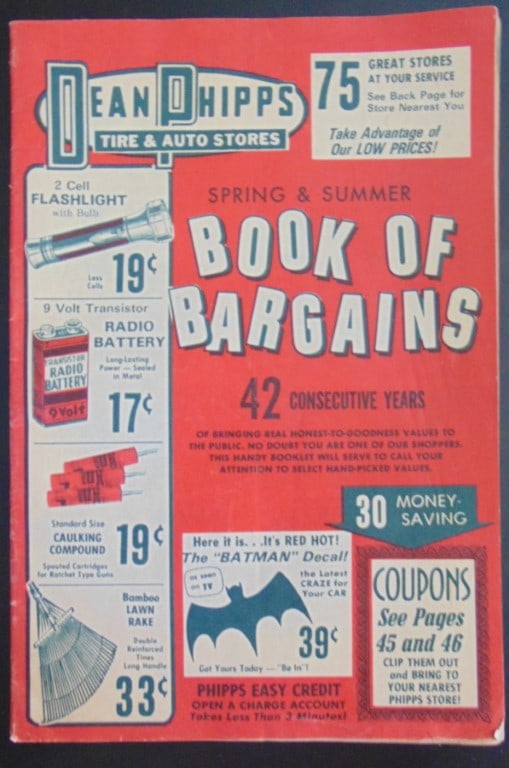 DEAN PHIPPS
TIRE & AUTO STORES
75
GREAT STORES
AT YOUR SERVICE
See Back Page for
Store Nearest You
Take Advantage of
Our LOW PRICES!
2 Cell
FLASHLIGHT
with Bulb
Less
Cells
19¢
9 Volt Transistor
RADIO
BATTERY
Long-Lasting
Power — Sealed
in Metal
TRANSISTOR
RADIO
BATTERY
9 Volt
17¢
Standard Size
CAULKING
COMPOUND
19¢
Spouted Cartridges
for Ratchet Type Guns
Bamboo
LAWN
RAKE
Double
Reinforced
Tines
Long Handle
33¢
SPRING & SUMMER
BOOK OF
BARGAINS
42 CONSECUTIVE YEARS
OF BRINGING REAL HONEST-TO-GOODNESS VALUES TO
THE PUBLIC. NO DOUBT YOU ARE ONE OF OUR SHOPPERS.
THIS HANDY BOOKLET WILL SERVE TO CALL YOUR
ATTENTION TO SELECT HAND-PICKED VALUES.
Here it is. . .It's RED HOT!
The "BATMAN" Decal!
as seen
on TV
the Latest
CRAZE for
Your CAR
39¢
Get Yours Today — "Be In"!
PHIPPS EASY CREDIT
OPEN A CHARGE ACCOUNT
Takes Less Than 3 Minutes!
30 MONEY-
SAVING
COUPONS
See Pages
45 and 46
CLIP THEM OUT
and BRING TO
YOUR NEAREST
PHIPPS STORE!